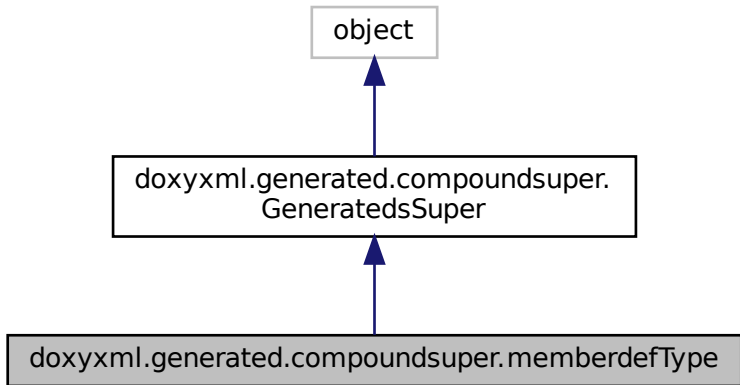 object
doxyxml.generated.compoundsuper.
GeneratedsSuper
doxyxml.generated.compoundsuper.memberdefType